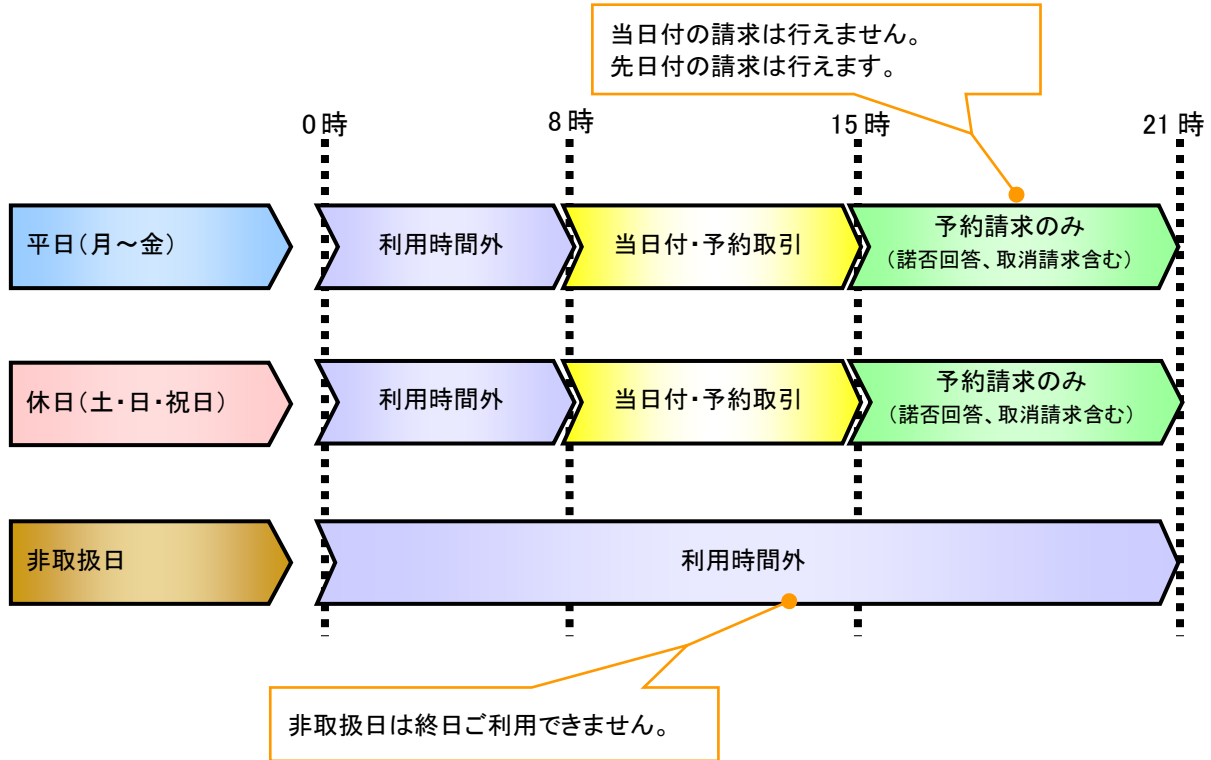 当日付の請求は行えません。
先日付の請求は行えます。
0時 8時 15時 21時
平日(月~金) 利用時間外 当日付・予約取引 予約請求のみ
(諾否回答、取消請求含む)
休日(土・日・祝日) 利用時間外 当日付・予約取引 予約請求のみ
(諾否回答、取消請求含む)
非取扱日 利用時間外
非取扱日は終日ご利用できません。